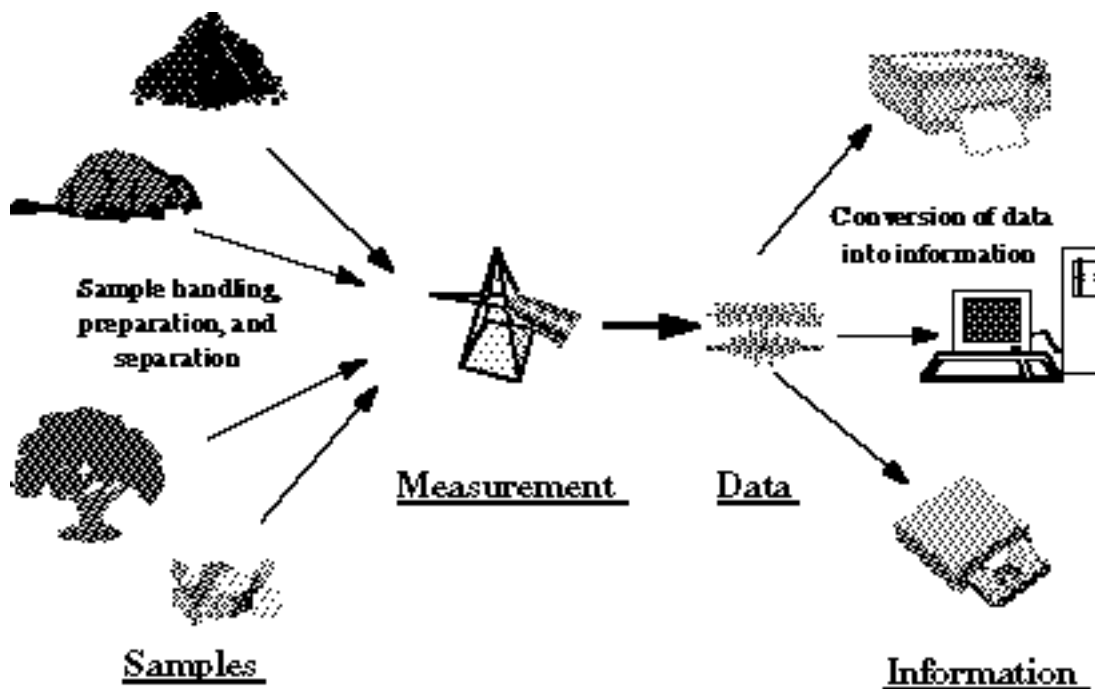 Conversion of data
into information
Sample handling,
preparation, and
separation
Measurement
Data
Samples
Information